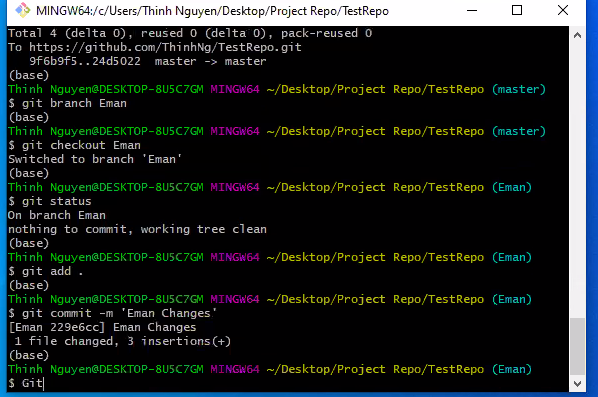 MINGW64:/c/Users/Thinh Nguyen/Desktop/Project Repo/TestRepo
Total 4 (delta 0), reused 0 (delta 0), pack-reused 0
To https://github.com/ThinhNg/TestRepo.git
   9f6b9f5..24d5022  master -> master
(base)
Thinh Nguyen@DESKTOP-8U5C7GM MINGW64 ~/Desktop/Project Repo/TestRepo (master)
$ git branch Eman
(base)
Thinh Nguyen@DESKTOP-8U5C7GM MINGW64 ~/Desktop/Project Repo/TestRepo (master)
$ git checkout Eman
Switched to branch 'Eman'
(base)
Thinh Nguyen@DESKTOP-8U5C7GM MINGW64 ~/Desktop/Project Repo/TestRepo (Eman)
$ git status
On branch Eman
nothing to commit, working tree clean
(base)
Thinh Nguyen@DESKTOP-8U5C7GM MINGW64 ~/Desktop/Project Repo/TestRepo (Eman)
$ git add .
(base)
Thinh Nguyen@DESKTOP-8U5C7GM MINGW64 ~/Desktop/Project Repo/TestRepo (Eman)
$ git commit -m 'Eman Changes'
[Eman 229e6cc] Eman Changes
 1 file changed, 3 insertions(+)
(base)
Thinh Nguyen@DESKTOP-8U5C7GM MINGW64 ~/Desktop/Project Repo/TestRepo (Eman)
$ Git